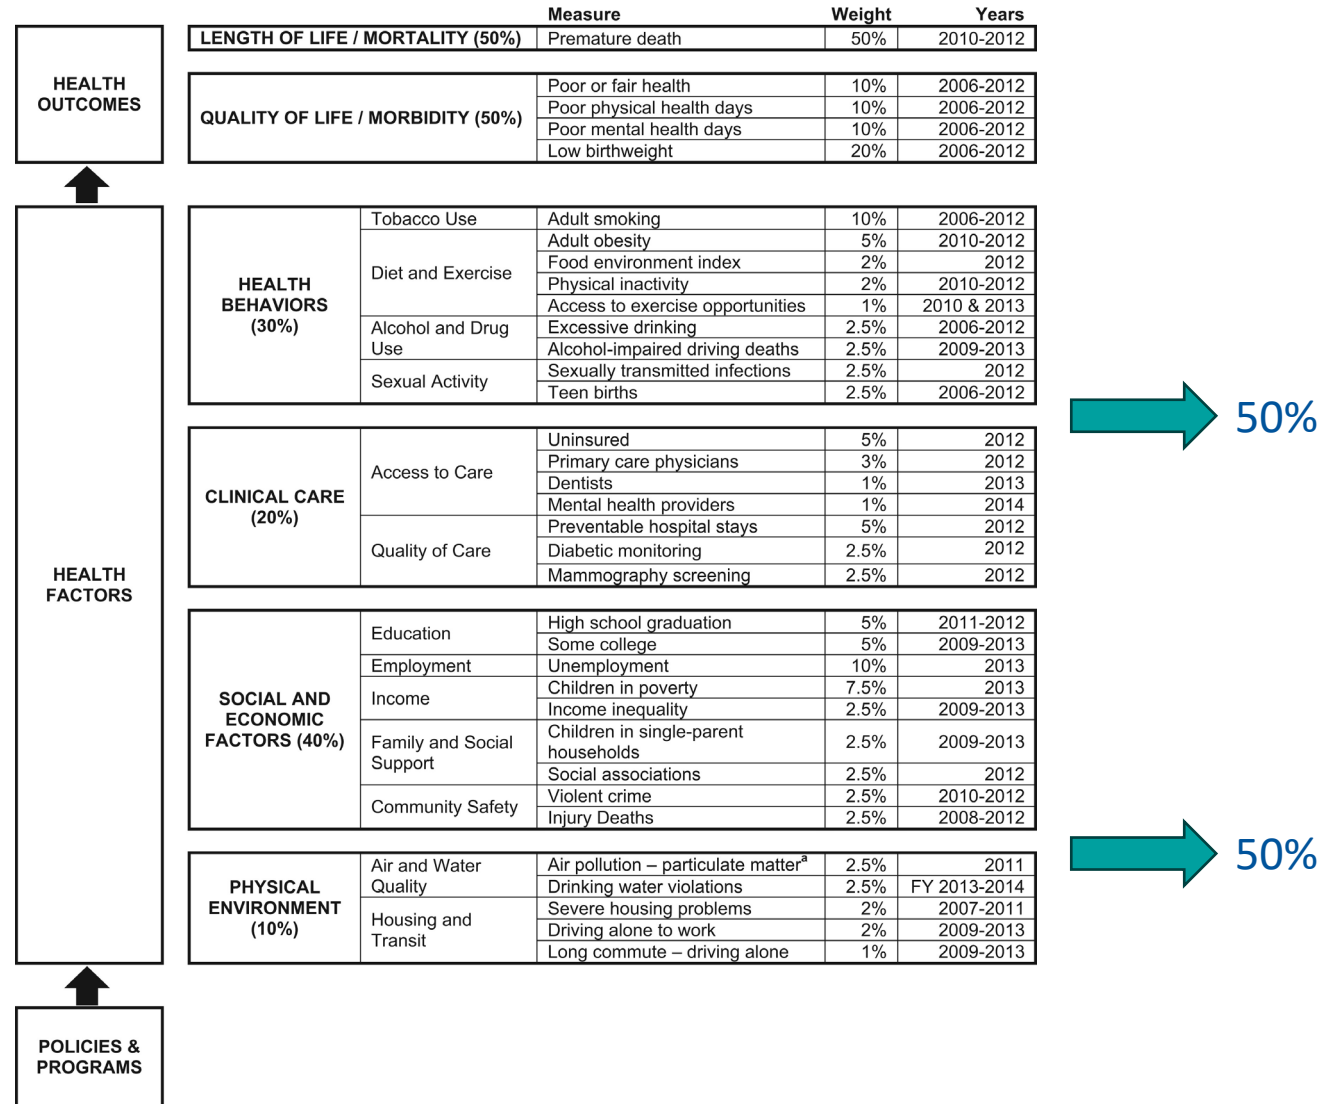 Measure Weight Years
HEALTH
OUTCOMES
LENGTH OF LIFE / MORTALITY (50%) Premature death 50% 2010-2012
QUALITY OF LIFE / MORBIDITY (50%)
Poor or fair health 10% 2006-2012
Poor physical health days 10% 2006-2012
Poor mental health days 10% 2006-2012
Low birthweight 20% 2006-2012
HEALTH
FACTORS
HEALTH
BEHAVIORS
(30%)
Tobacco Use
Adult smoking 10% 2006-2012
Diet and Exercise
Adult obesity 5% 2010-2012
Food environment index 2% 2012
Physical inactivity 2% 2010-2012
Access to exercise opportunities 1% 2010 & 2013
Alcohol and Drug
Use
Excessive drinking 2.5% 2006-2012
Alcohol-impaired driving deaths 2.5% 2009-2013
Sexual Activity
Sexually transmitted infections 2.5% 2012
Teen births 2.5% 2006-2012
50%
CLINICAL CARE
(20%)
Access to Care
Uninsured 5% 2012
Primary care physicians 3% 2012
Dentists 1% 2013
Mental health providers 1% 2014
Quality of Care
Preventable hospital stays 5% 2012
Diabetic monitoring 2.5% 2012
Mammography screening 2.5% 2012
SOCIAL AND
ECONOMIC
FACTORS (40%)
Education
High school graduation 5% 2011-2012
Some college 5% 2009-2013
Employment
Unemployment 10% 2013
Income
Children in poverty 7.5% 2013
Income inequality 2.5% 2009-2013
Family and Social
Support
Children in single-parent
households 2.5% 2009-2013
Social associations 2.5% 2012
Community Safety
Violent crime 2.5% 2010-2012
Injury Deaths 2.5% 2008-2012
50%
PHYSICAL
ENVIRONMENT
(10%)
Air and Water
Quality
Air pollution – particulate matterᵃ 2.5% 2011
Drinking water violations 2.5% FY 2013-2014
Housing and
Transit
Severe housing problems 2% 2007-2011
Driving alone to work 2% 2009-2013
Long commute – driving alone 1% 2009-2013
POLICIES &
PROGRAMS